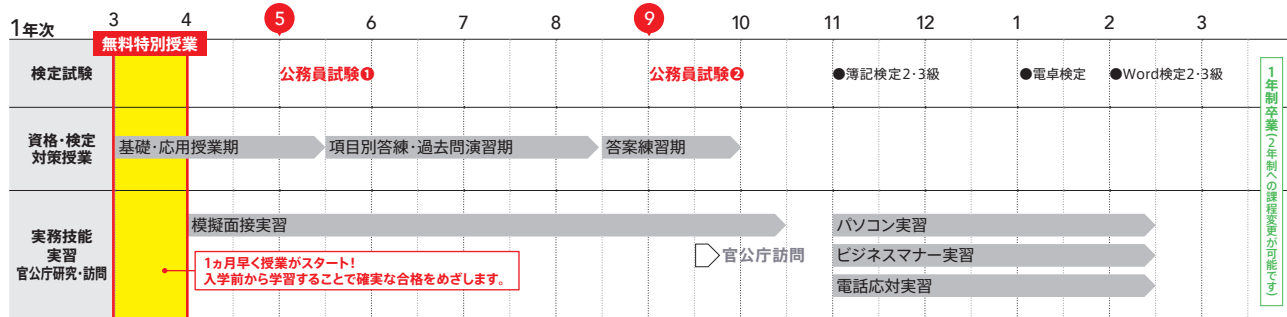 1年次 3 4 5 6 7 8 9 10 11 12 1 2 3
無料特別授業
検定試験
公務員試験❶
公務員試験❷
●簿記検定2・3級
●電卓検定
●Word検定2・3級
資格・検定
対策授業
基礎・応用授業期
項目別答練・過去問演習期
答案練習期
実務技能
実習
官公庁研究・訪問
模擬面接実習
官公庁訪問
パソコン実習
ビジネスマナー実習
電話応対実習
1ヵ月早く授業がスタート!
入学前から学習することで確実な合格をめざします。
1年制卒業(2年制への課程変更が可能です)